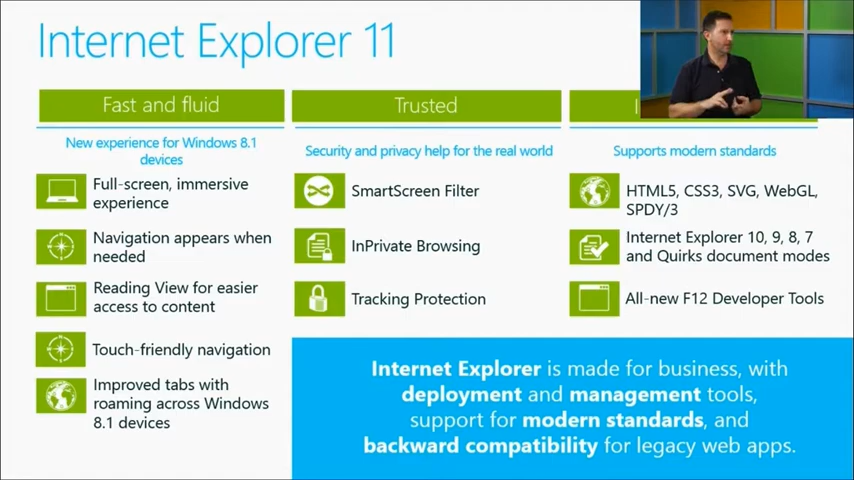 Internet Explorer 11
Fast and fluid
New experience for Windows 8.1
devices
Full-screen, immersive
experience
Navigation appears when
needed
Reading View for easier
access to content
Touch-friendly navigation
Improved tabs with
roaming across Windows
8.1 devices
Trusted
Security and privacy help for the real world
SmartScreen Filter
InPrivate Browsing
Tracking Protection
Supports modern standards
HTML5, CSS3, SVG, WebGL,
SPDY/3
Internet Explorer 10, 9, 8, 7
and Quirks document modes
All-new F12 Developer Tools
Internet Explorer is made for business, with
deployment and management tools,
support for modern standards, and
backward compatibility for legacy web apps.